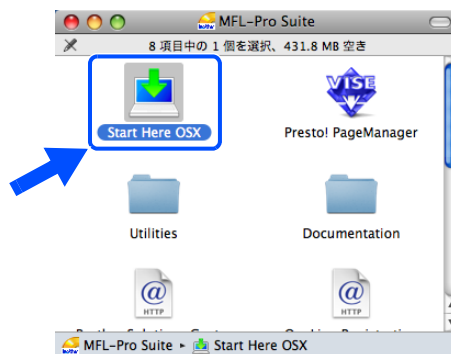 MFL-Pro Suite
8 項目中の 1 個を選択、431.8 MB 空き
Start Here OSX
VISE
Presto! PageManager
Utilities
Documentation
@
HTTP
@
HTTP
MFL-Pro Suite ▸ Start Here OSX